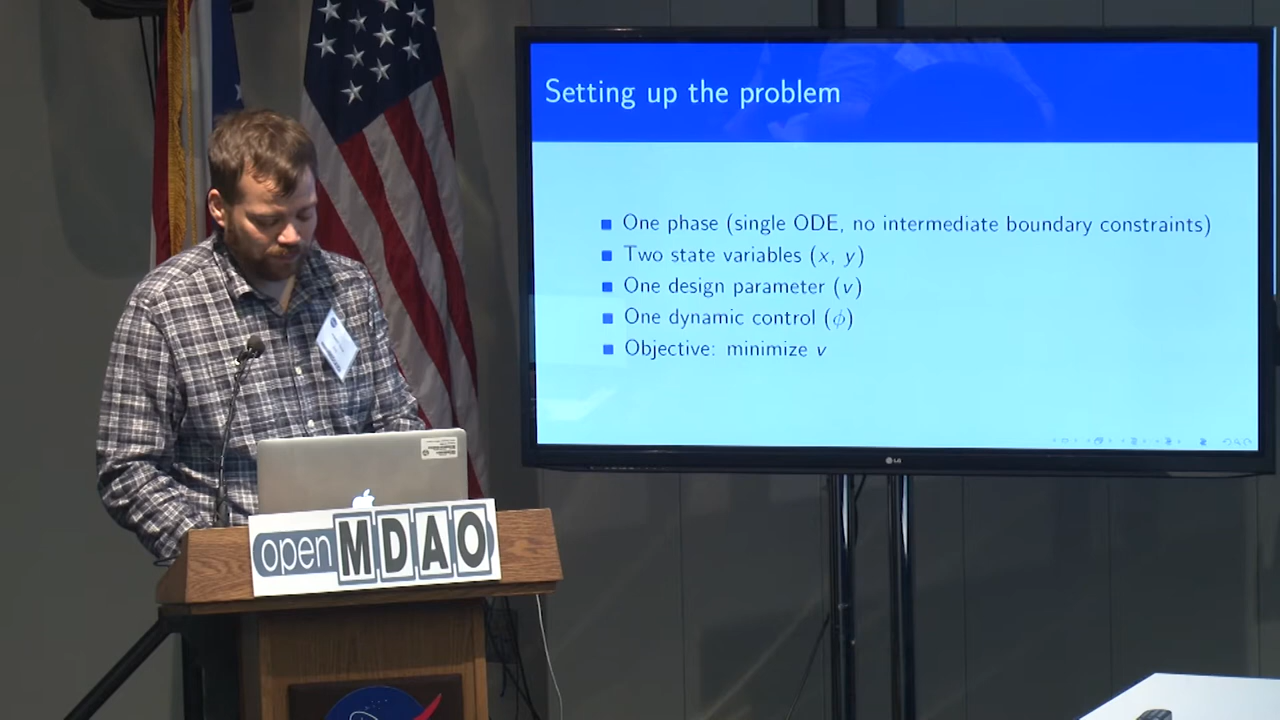 Setting up the problem
One phase (single ODE, no intermediate boundary constraints)
Two state variables (x, y)
One design parameter (v)
One dynamic control (ϕ)
Objective: minimize v
LG
open MDAO